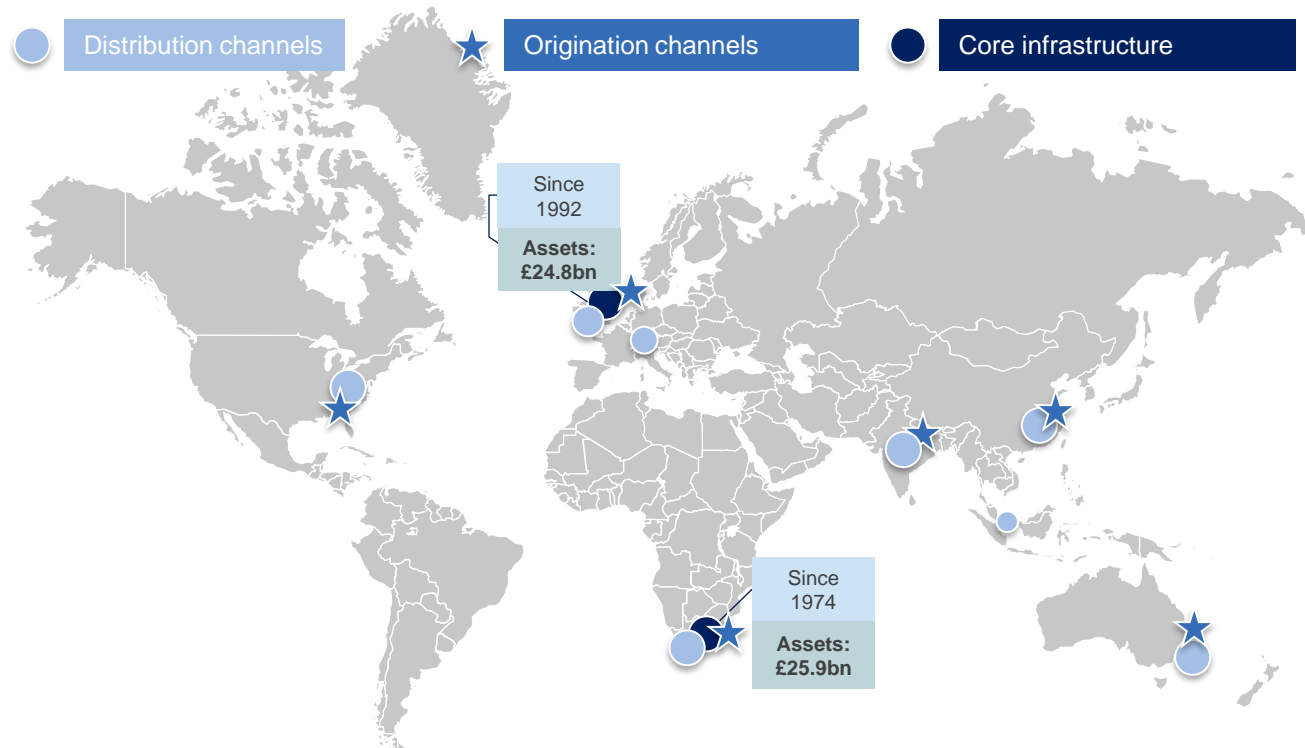 Distribution channels
Origination channels
Core infrastructure
Since
1992
Assets:
£24.8bn
Since
1974
Assets:
£25.9bn